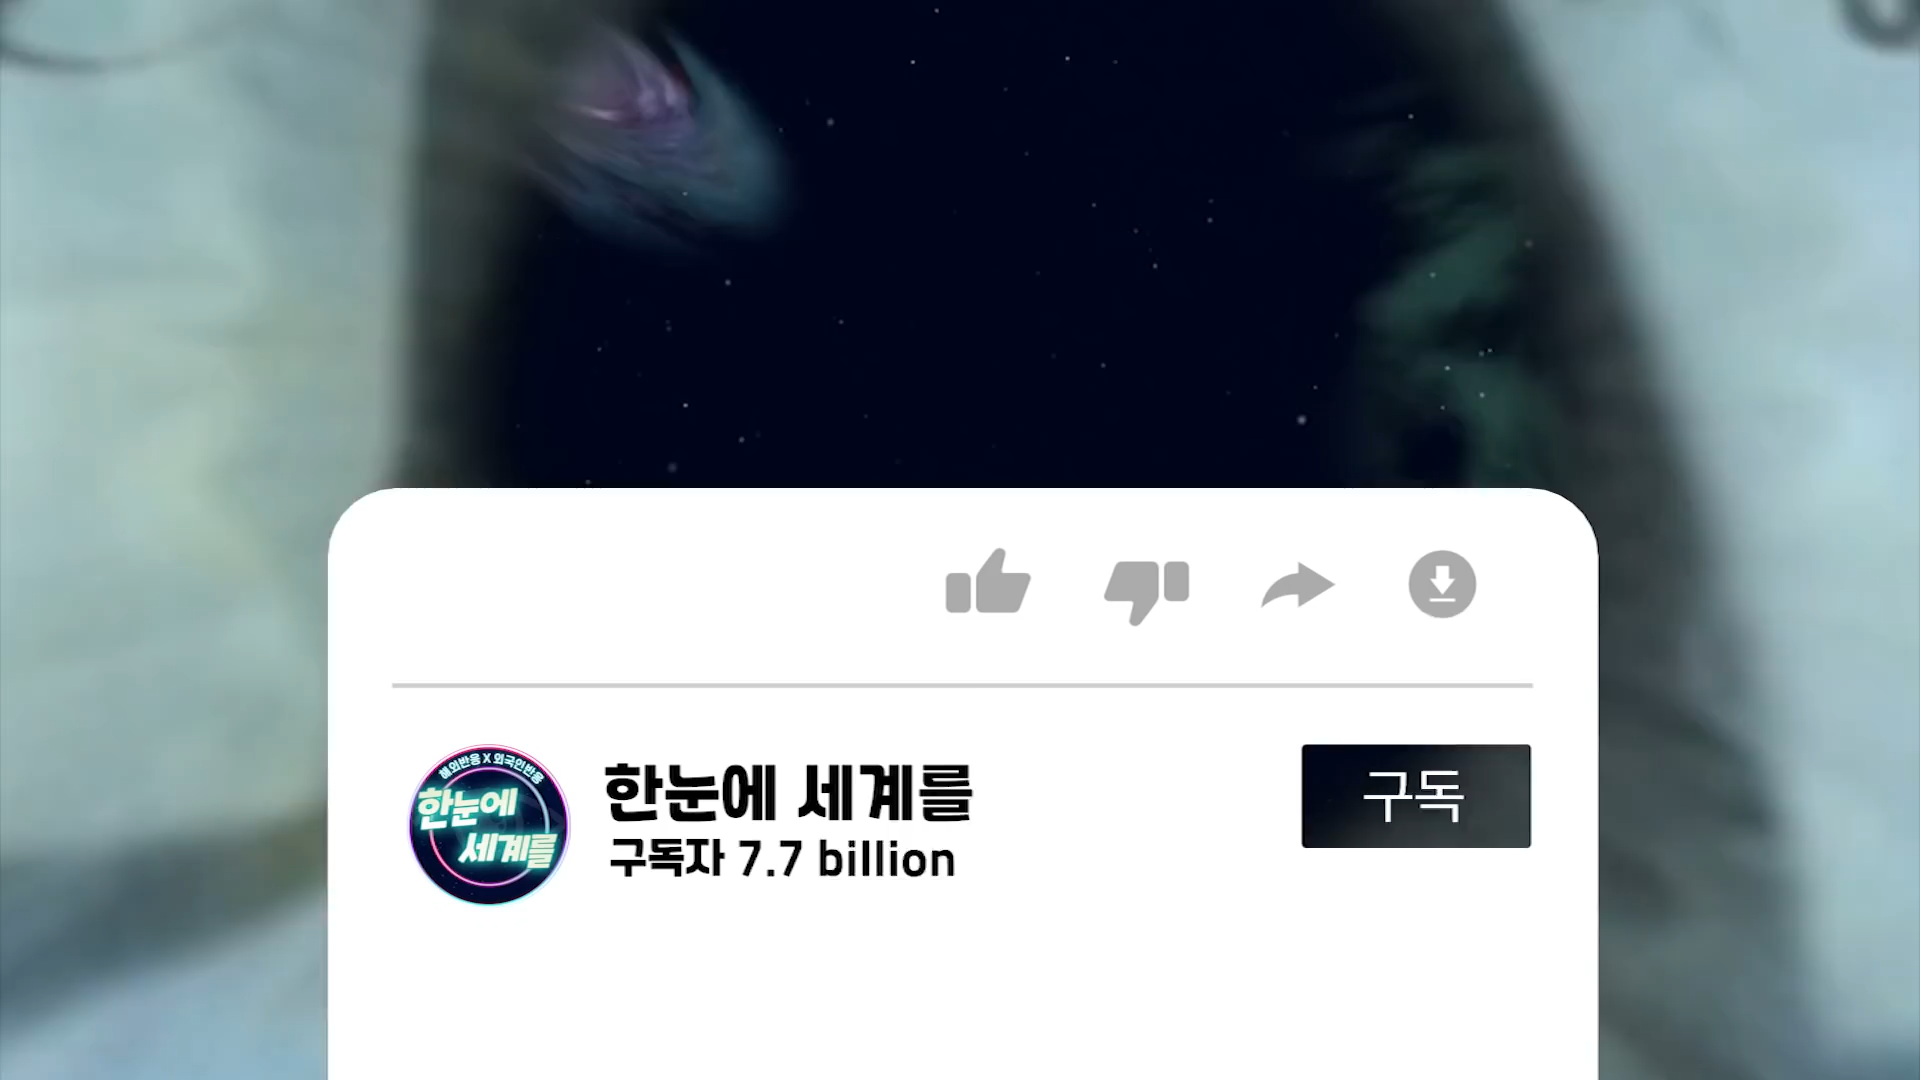 한눈에 세계를
구독자 7.7 billion
구독
해외반응 X 외국인반응
한눈에
세계를